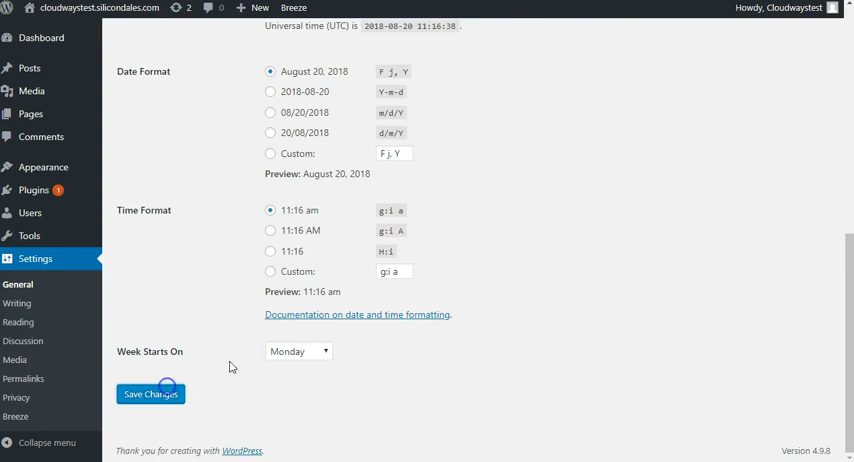 cloudwaystest.silicondales.com 2 0 New Breeze Howdy, Cloudwaystest
Dashboard
Posts
Media
Pages
Comments
Appearance
Plugins 1
Users
Tools
Settings
General
Writing
Reading
Discussion
Media
Permalinks
Privacy
Breeze
Collapse menu
Universal time (UTC) is 2018-08-20 11:16:38 .
Date Format
August 20, 2018 F j, Y
2018-08-20 Y-m-d
08/20/2018 m/d/Y
20/08/2018 d/m/Y
Custom: F j, Y
Preview: August 20, 2018
Time Format
11:16 am g:i a
11:16 AM g:i A
11:16 H:i
Custom: g:i a
Preview: 11:16 am
Documentation on date and time formatting.
Week Starts On Monday
Save Changes
Thank you for creating with WordPress. Version 4.9.8